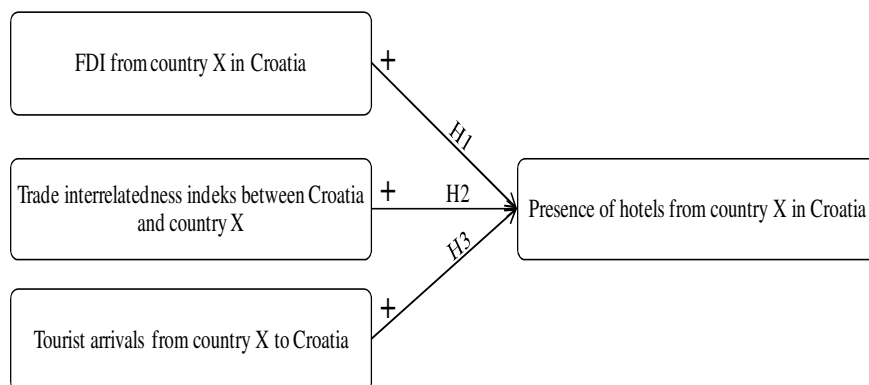 FDI from country X in Croatia
+
H1
Trade interrelatedness indeks between Croatia
and country X
+
H2
Presence of hotels from country X in Croatia
H3
+
Tourist arrivals from country X to Croatia